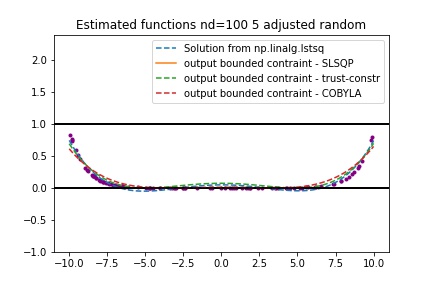 Estimated functions nd=100 5 adjusted random
Solution from np.linalg.lstsq
output bounded contraint - SLSQP
output bounded contraint - trust-constr
output bounded contraint - COBYLA
2.0
1.5
1.0
0.5
0.0
−0.5
−1.0
−10.0 −7.5 −5.0 −2.5 0.0 2.5 5.0 7.5 10.0